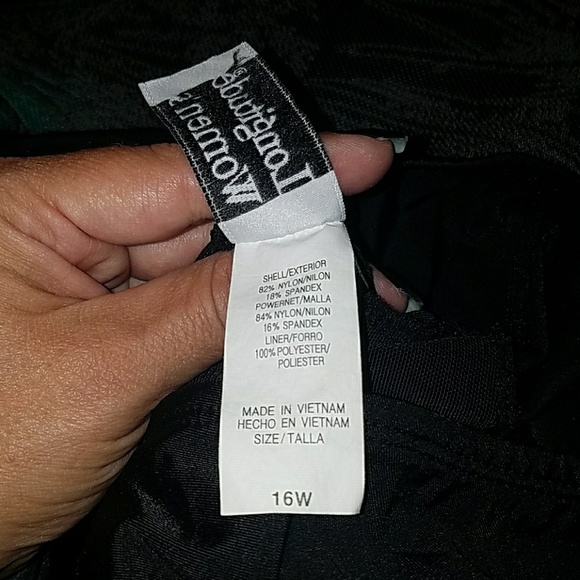 Women's
Longitude
SHELL/EXTERIOR
82% NYLON/NILON
18% SPANDEX
POWERNET/MALLA
84% NYLON/NILON
16% SPANDEX
LINER/FORRO
100% POLYESTER/
POLIESTER
MADE IN VIETNAM
HECHO EN VIETNAM
SIZE/TALLA
16W